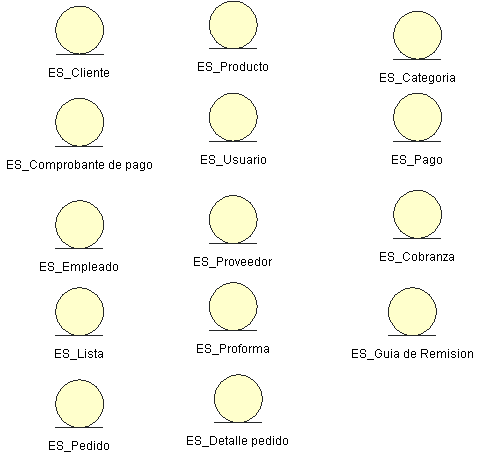 ES_Cliente
ES_Producto
ES_Categoria
ES_Comprobante de pago
ES_Usuario
ES_Pago
ES_Empleado
ES_Proveedor
ES_Cobranza
ES_Lista
ES_Proforma
ES_Guia de Remision
ES_Pedido
ES_Detalle pedido